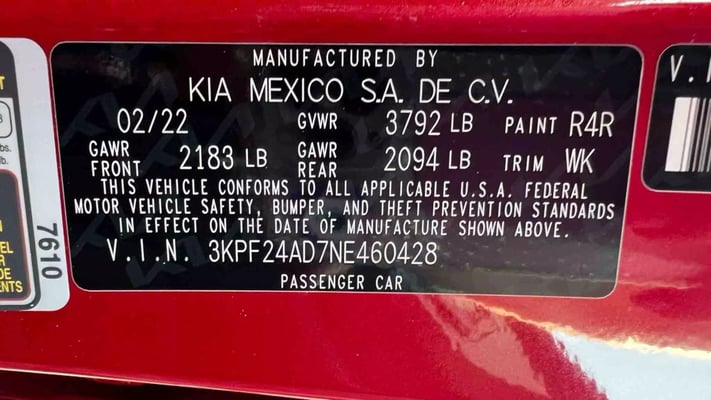 MANUFACTURED BY
KIA MEXICO S.A. DE C.V.
02/22 GVWR 3792 LB PAINT R4R
GAWR FRONT 2183 LB GAWR REAR 2094 LB TRIM WK
THIS VEHICLE CONFORMS TO ALL APPLICABLE U.S.A. FEDERAL
MOTOR VEHICLE SAFETY, BUMPER, AND THEFT PREVENTION STANDARDS
IN EFFECT ON THE DATE OF MANUFACTURE SHOWN ABOVE.
V.I.N. 3KPF24AD7NE460428
PASSENGER CAR
7610
V.I